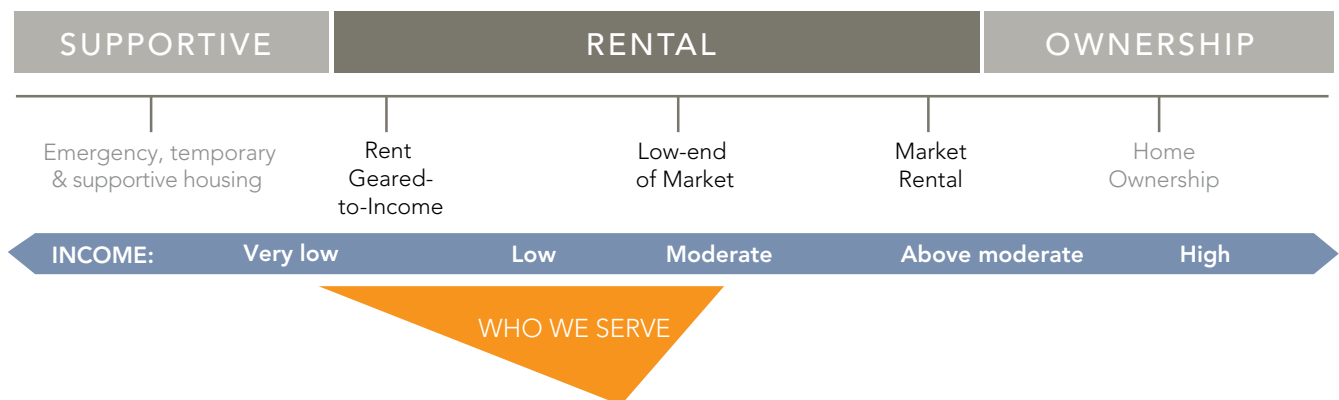 SUPPORTIVE RENTAL OWNERSHIP
Emergency, temporary
& supportive housing
Rent
Geared-
to-Income
Low-end
of Market
Market
Rental
Home
Ownership
INCOME: Very low Low Moderate Above moderate High
WHO WE SERVE